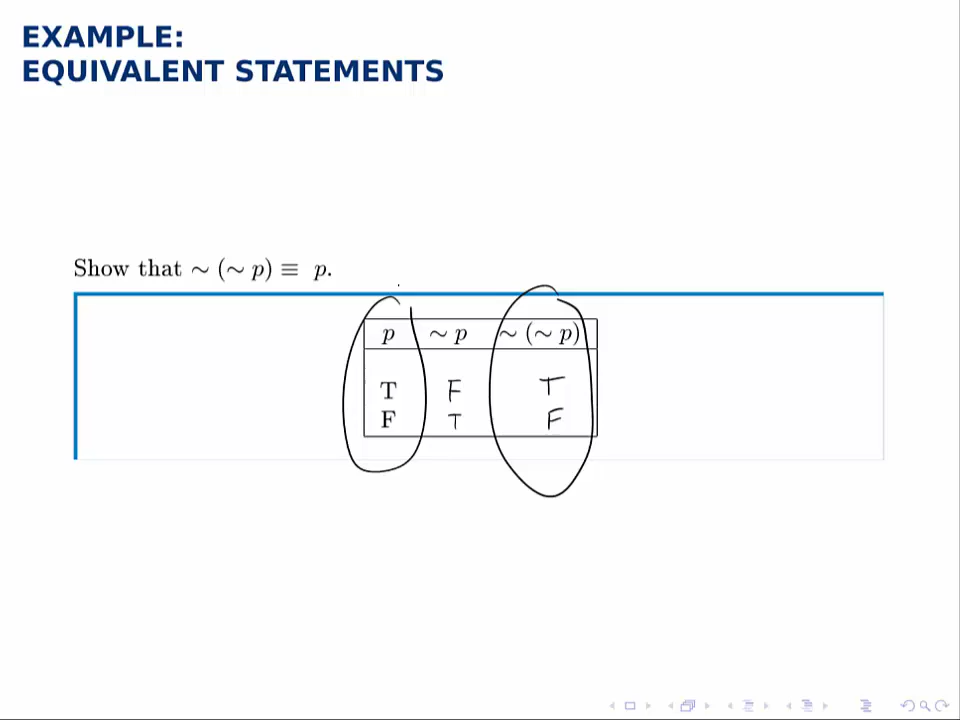 EXAMPLE:
EQUIVALENT STATEMENTS
Show that ∼ (∼ p) ≡ p.
p ∼ p ∼ (∼ p)
T F T
F T F